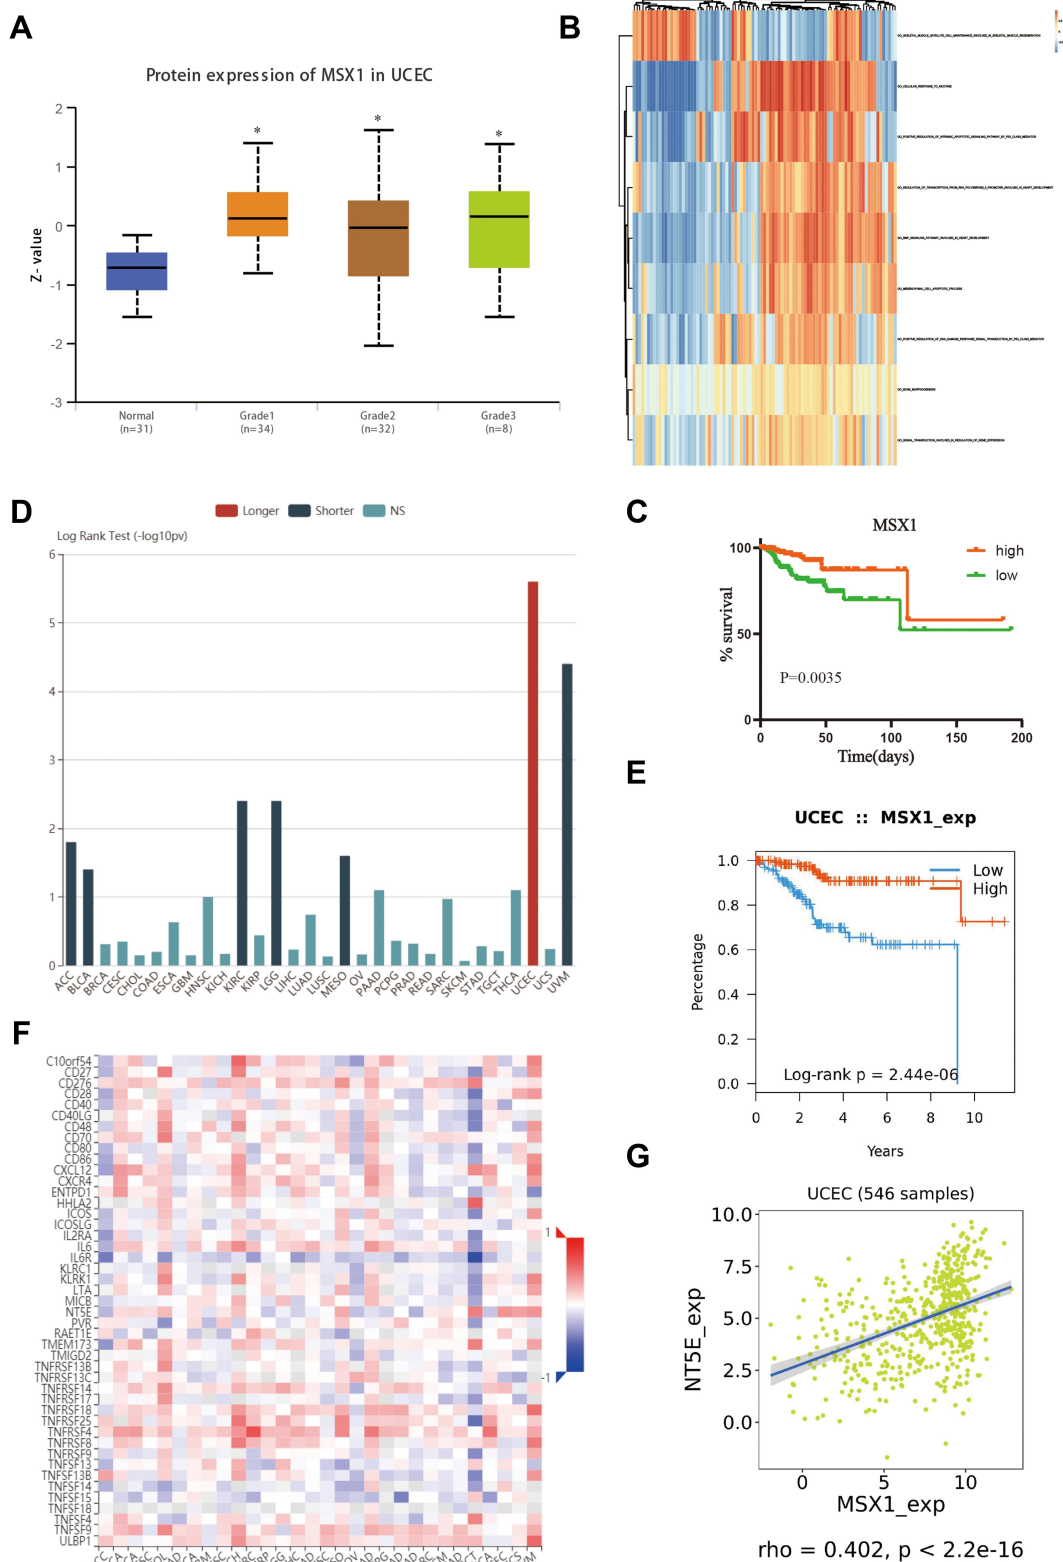 A
Protein expression of MSX1 in UCEC
Z- value
2
1
0
-1
-2
-3
*
*
*
Normal
(n=31)
Grade1
(n=34)
Grade2
(n=32)
Grade3
(n=8)
B
GO_SKELETAL_MUSCLE_SATELLITE_CELL_MAINTENANCE_INVOLVED_IN_SKELETAL_MUSCLE_REGENERATION
GO_CELLULAR_RESPONSE_TO_NICOTINE
GO_POSITIVE_REGULATION_OF_INTRINSIC_APOPTOTIC_SIGNALING_PATHWAY_BY_P53_CLASS_MEDIATOR
GO_REGULATION_OF_TRANSCRIPTION_FROM_RNA_POLYMERASE_II_PROMOTER_INVOLVED_IN_HEART_DEVELOPMENT
GO_BMP_SIGNALING_PATHWAY_INVOLVED_IN_HEART_DEVELOPMENT
GO_MESENCHYMAL_CELL_APOPTOTIC_PROCESS
GO_POSITIVE_REGULATION_OF_DNA_DAMAGE_RESPONSE_SIGNAL_TRANSDUCTION_BY_P53_CLASS_MEDIATOR
GO_BONE_MORPHOGENESIS
GO_SIGNAL_TRANSDUCTION_INVOLVED_IN_REGULATION_OF_GENE_EXPRESSION
D
Longer Shorter NS
Log Rank Test (-log10pv)
6
5
4
3
2
1
0
ACC BLCA BRCA CESC CHOL COAD ESCA GBM HNSC KICH KIRC KIRP LGG LIHC LUAD LUSC MESO OV PAAD PCPG PRAD READ SARC SKCM STAD TGCT THCA UCEC UCS UVM
C
MSX1
high
low
% survival
100
50
0
P=0.0035
0 50 100 150 200
Time(days)
E
UCEC :: MSX1_exp
Low
High
Percentage
1.0
0.8
0.6
0.4
0.2
0.0
Log-rank p = 2.44e-06
0 2 4 6 8 10
Years
F
C10orf54
CD27
CD276
CD28
CD40
CD40LG
CD48
CD70
CD80
CD86
CXCL12
CXCR4
ENTPD1
HHLA2
ICOS
ICOSLG
IL2RA
IL6
IL6R
KLRC1
KLRK1
LTA
MICB
NT5E
PVR
RAET1E
TMEM173
TMIGD2
TNFRSF13B
TNFRSF13C
TNFRSF14
TNFRSF17
TNFRSF18
TNFRSF25
TNFRSF4
TNFRSF8
TNFRSF9
TNFSF13
TNFSF13B
TNFSF14
TNFSF15
TNFSF18
TNFSF4
TNFSF9
ULBP1
1
-1
G
UCEC (546 samples)
NT5E_exp
10.0
7.5
5.0
2.5
0.0
0 5 10
MSX1_exp
rho = 0.402, p < 2.2e-16